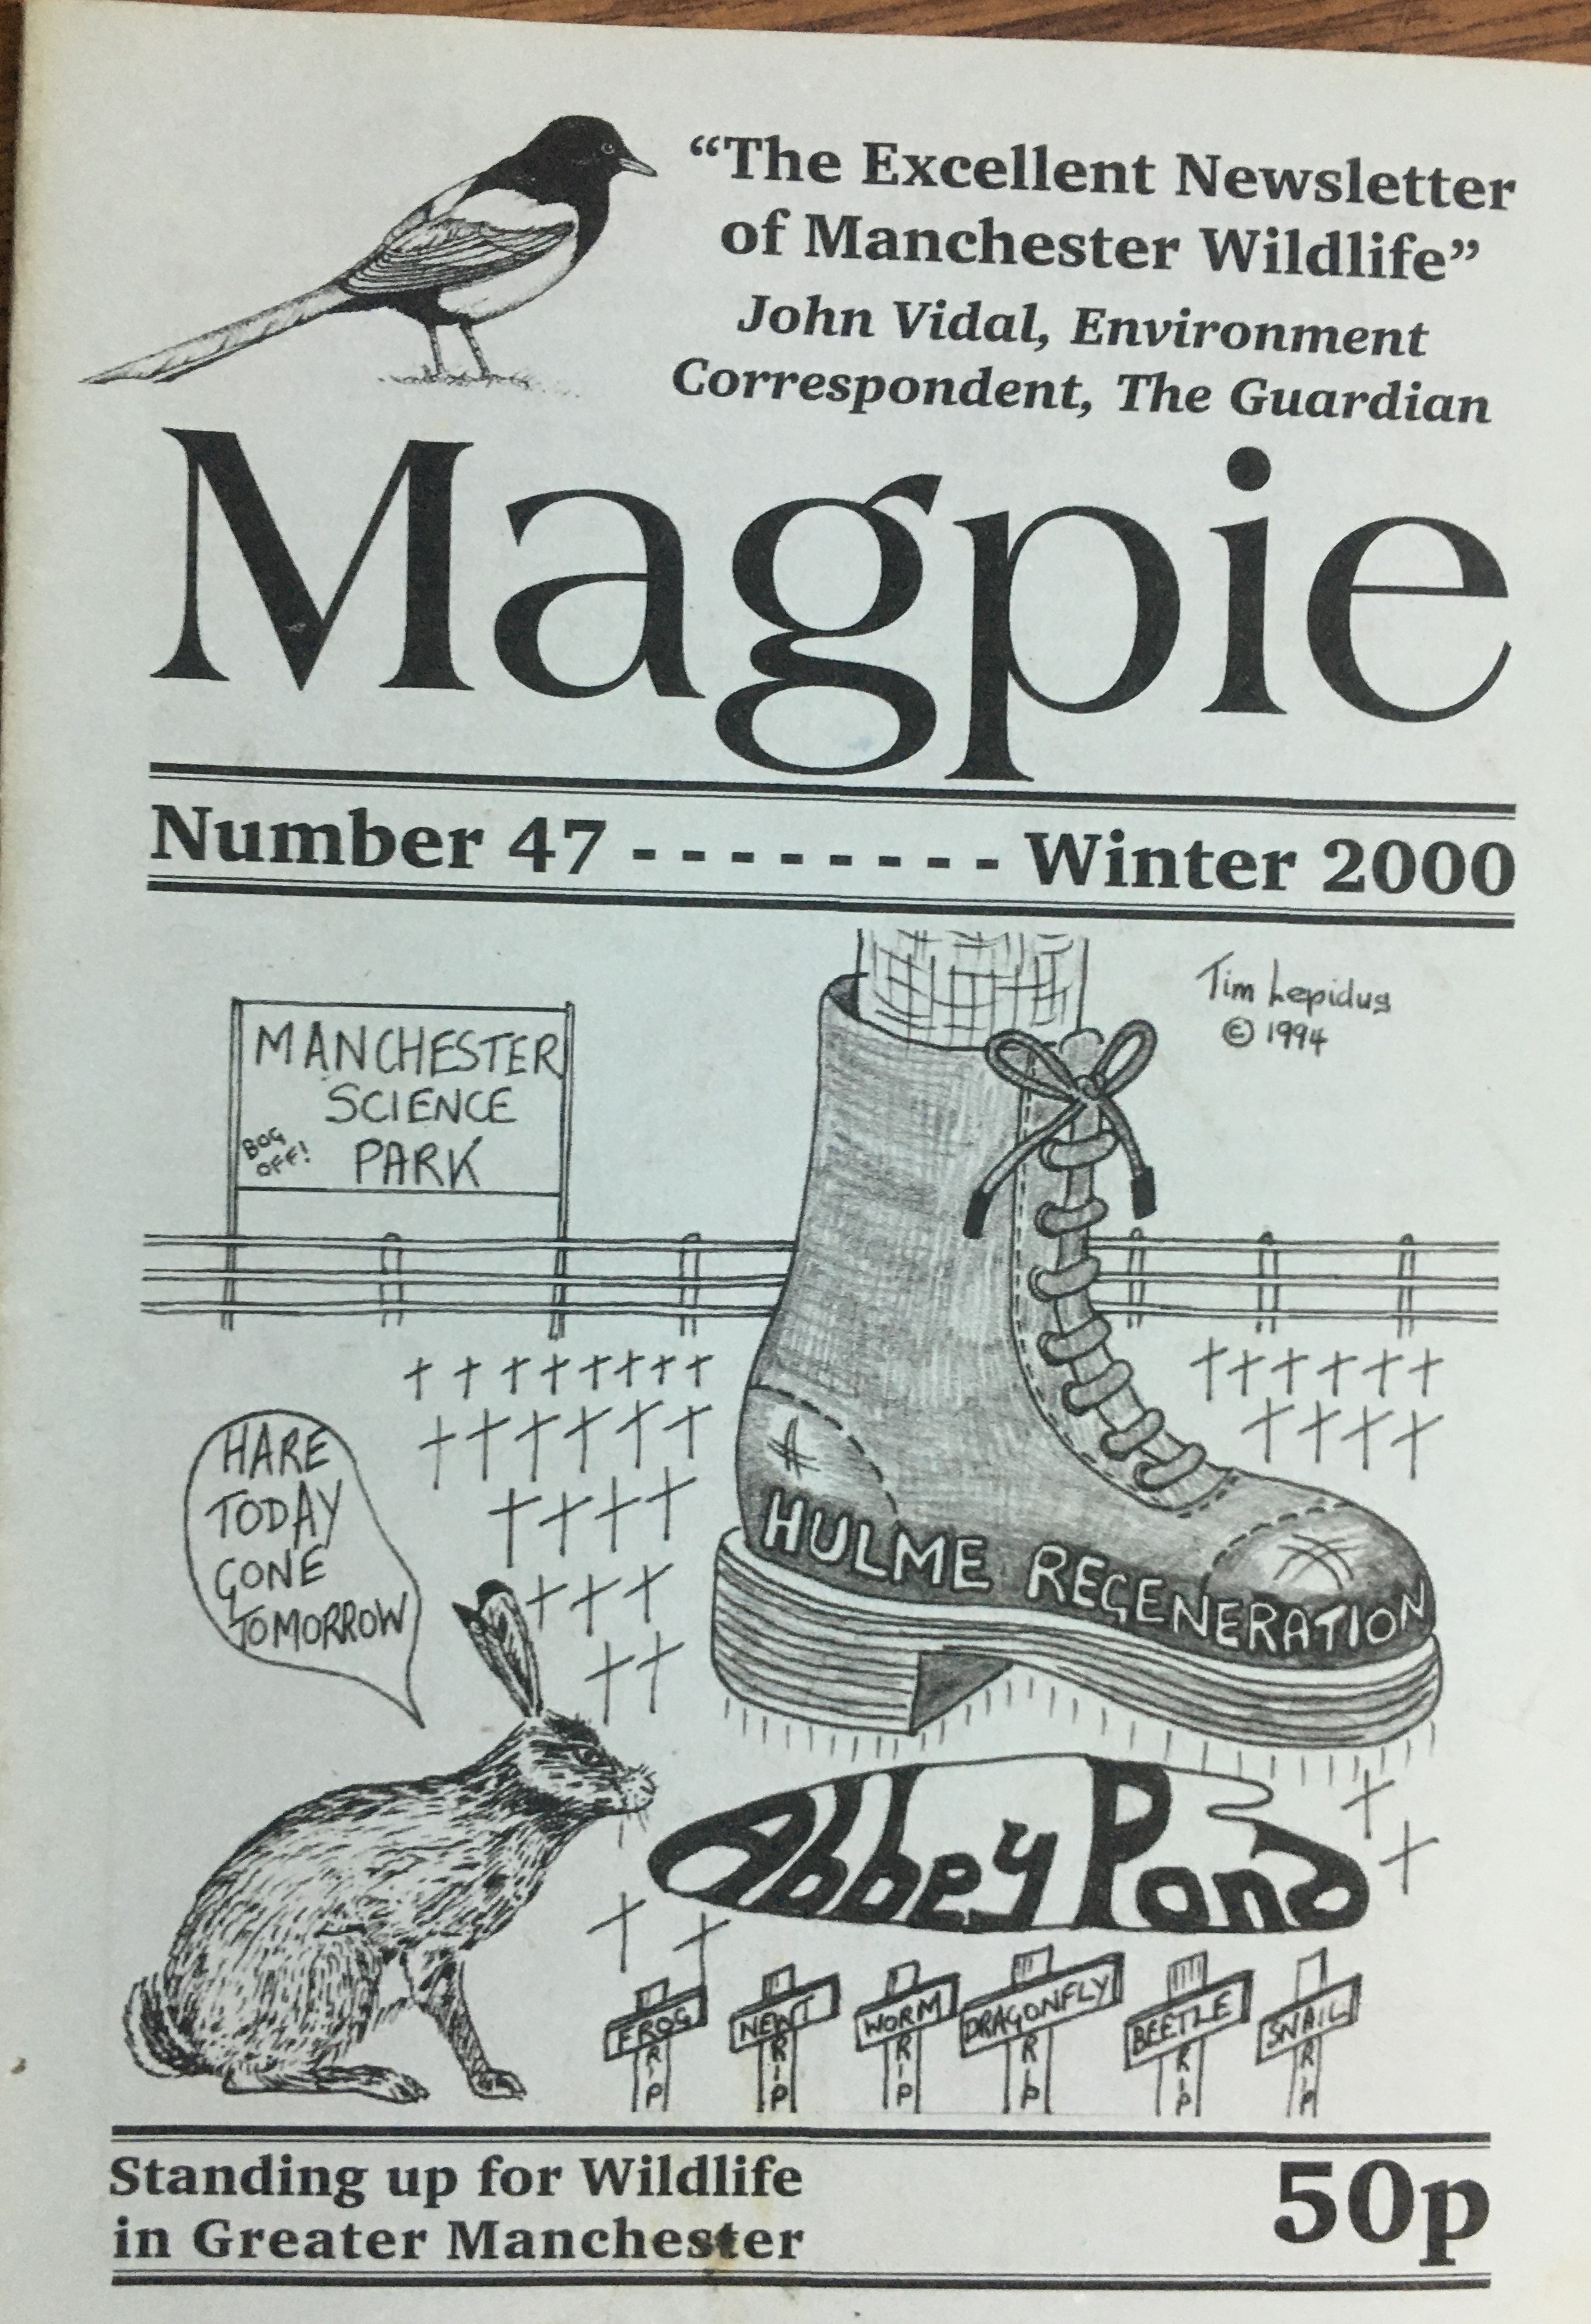 “The Excellent Newsletter
of Manchester Wildlife”
John Vidal, Environment
Correspondent, The Guardian
Magpie
Number 47 - - - - - - - - Winter 2000
Tim Lepidus
© 1994
MANCHESTER
SCIENCE
PARK
BOG
OFF!
HARE
TODAY
GONE
TOMORROW
HULME REGENERATION
Abbey Pond
FROG
RIP
NEWT
RIP
WORM
RIP
DRAGONFLY
RIP
BEETLE
RIP
SNAIL
RIP
Standing up for Wildlife
in Greater Manchester
50p